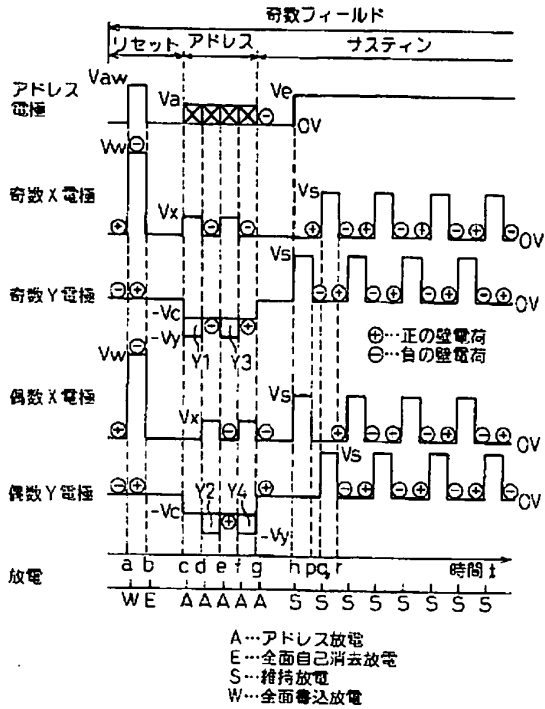 奇数フィールド
リセット アドレス サスティン
アドレス電極 Vaw Va ⊖ Ve 0V
Vw ⊖
奇数X電極 ⊕ Vx ⊖ ⊖ Vs ⊕ ⊖ ⊕ ⊖ ⊕ ⊖ ⊕ ⊖ 0V
奇数Y電極 ⊖ ⊕ -Vc -Vy Y1 ⊕ Y3 ⊕ Vs ⊖ ⊕ ⊖ ⊕ ⊖ ⊕ ⊖ ⊕ 0V
⊕…正の壁電荷
⊖…負の壁電荷
Vw ⊖
偶数X電極 ⊕ Vx ⊖ ⊖ Vs ⊕ ⊖ ⊖ ⊕ ⊖ ⊕ ⊖ ⊕ 0V
偶数Y電極 ⊖ ⊕ -Vc Y2 ⊕ Y4 -Vy ⊕ Vs ⊖ ⊕ ⊖ ⊕ ⊖ ⊕ ⊖ 0V
a b c d e f g h p q r 時間 t
放電 W E A A A A A S S S S S S S S
A…アドレス放電
E…全面自己消去放電
S…維持放電
W…全面書込放電